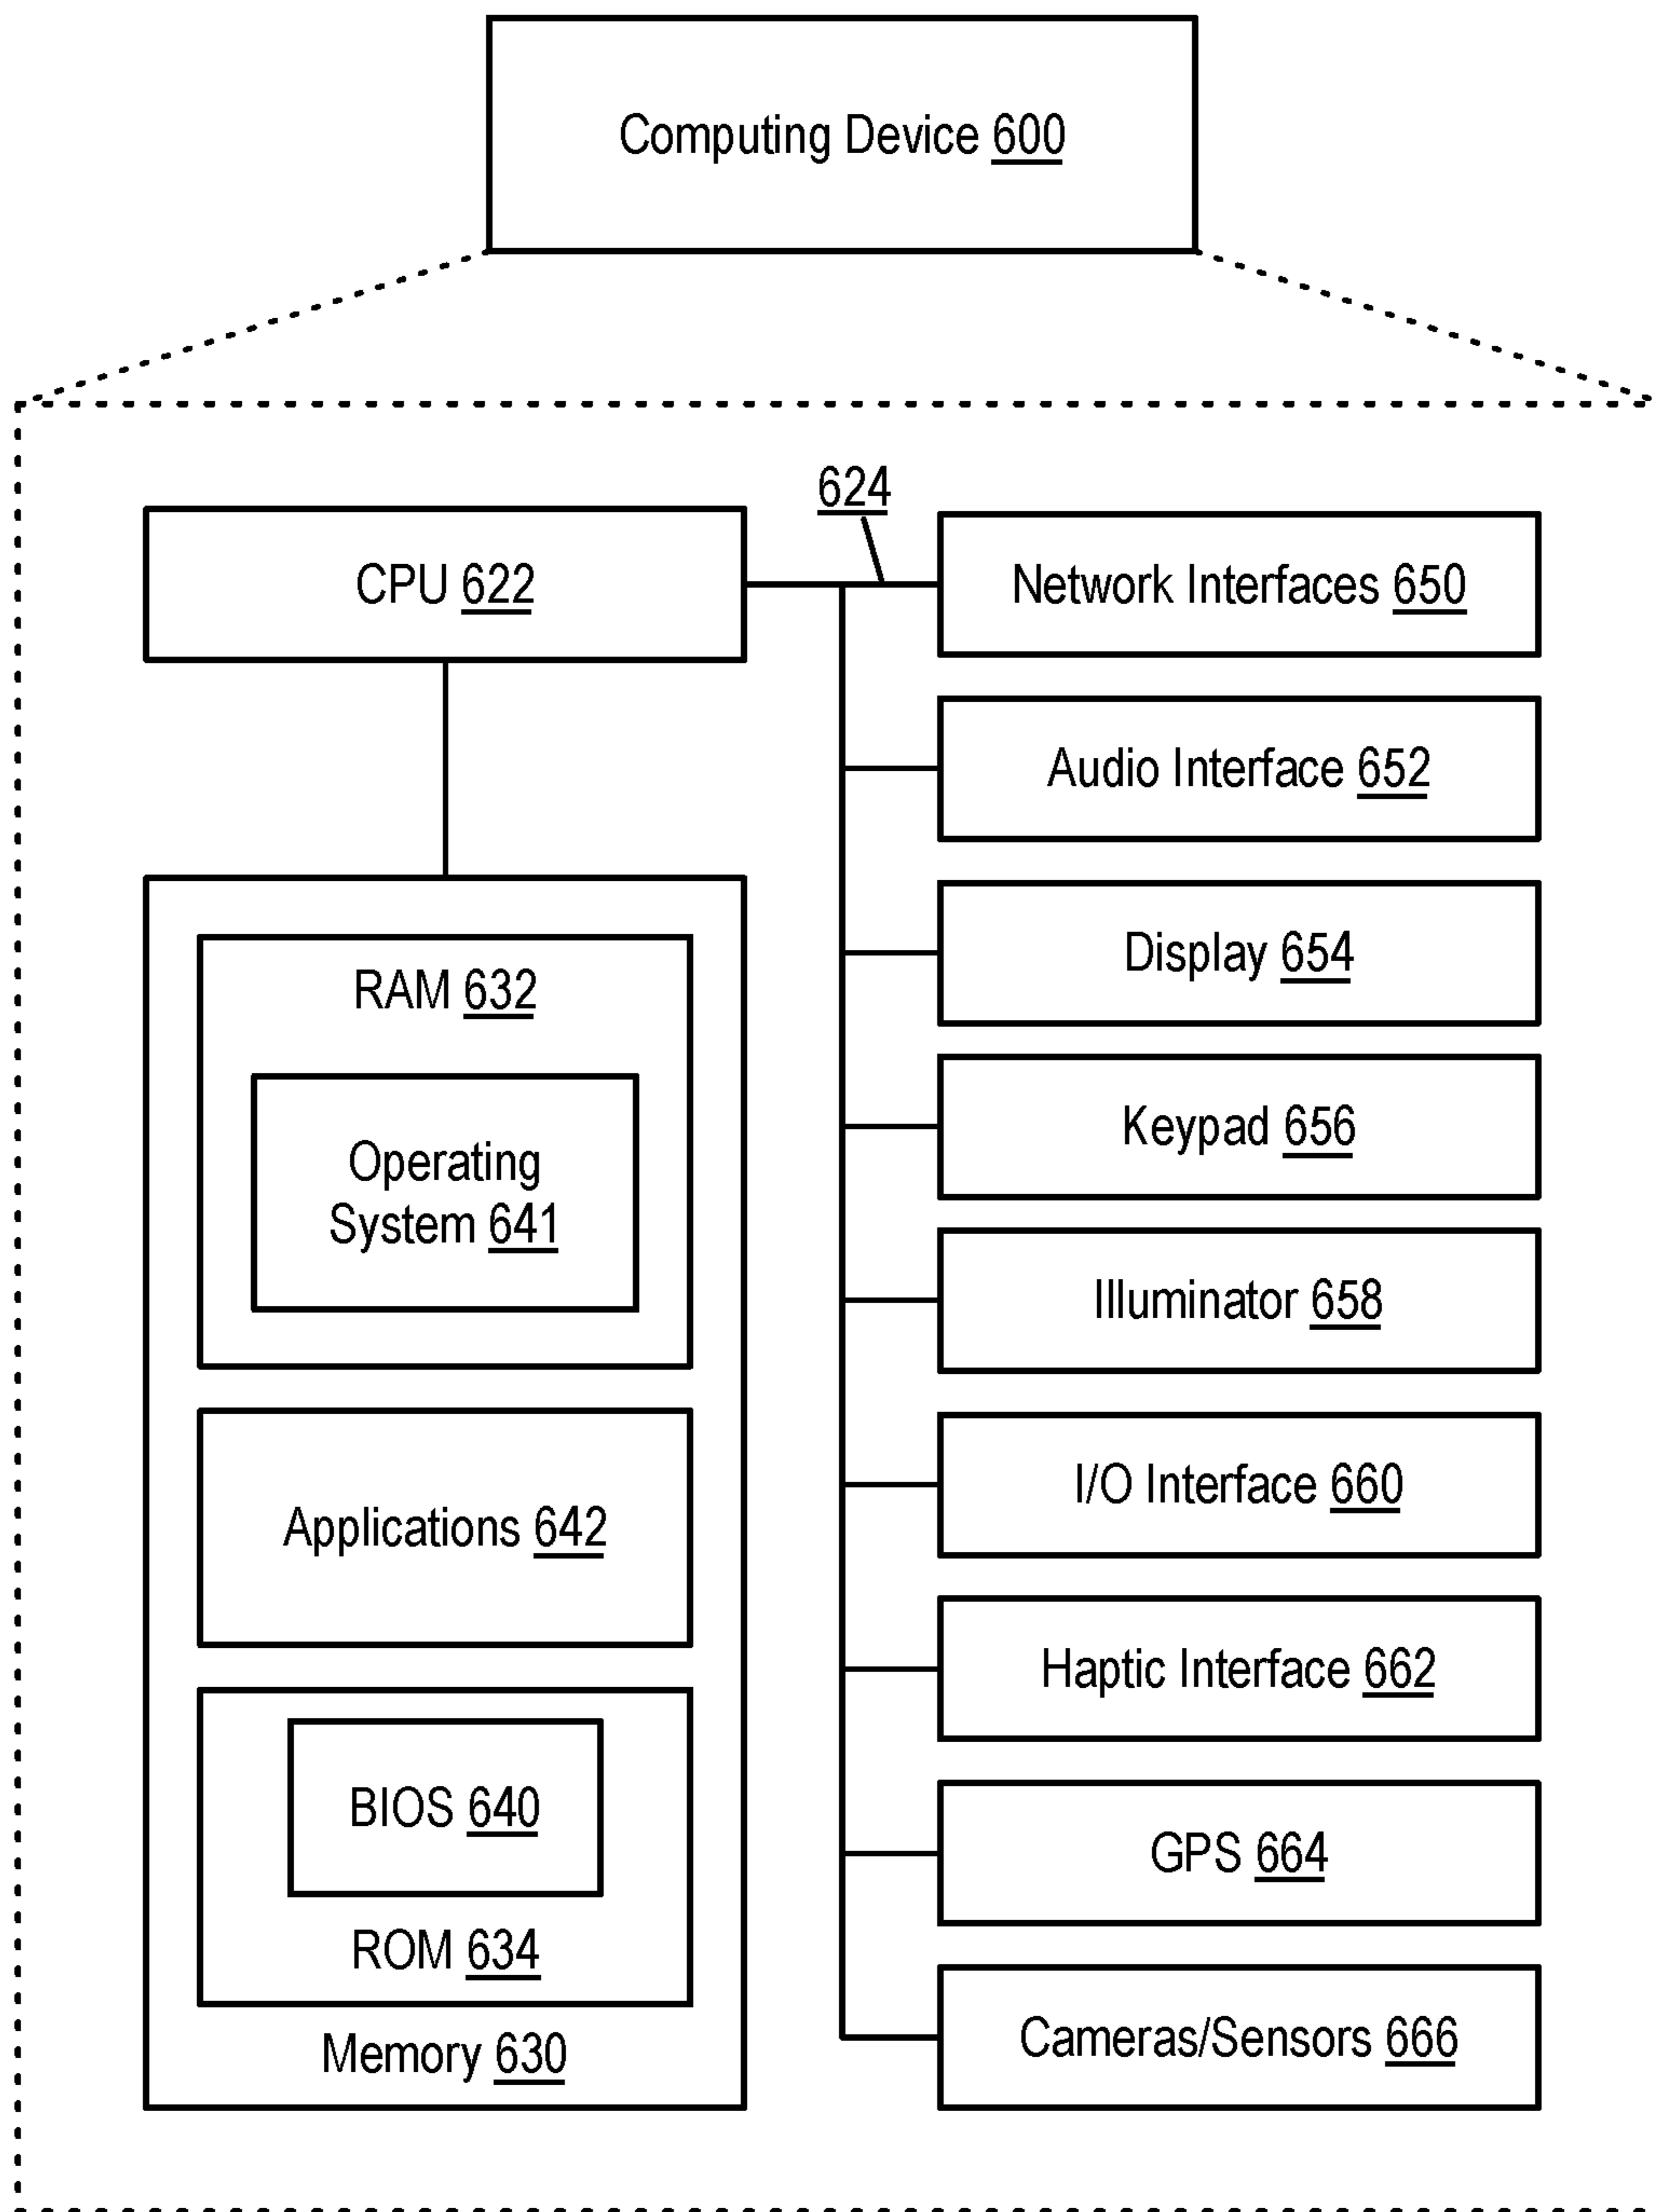 Computing Device 600
624
CPU 622
RAM 632
Operating
System 641
Applications 642
BIOS 640
ROM 634
Memory 630
Network Interfaces 650
Audio Interface 652
Display 654
Keypad 656
Illuminator 658
I/O Interface 660
Haptic Interface 662
GPS 664
Cameras/Sensors 666